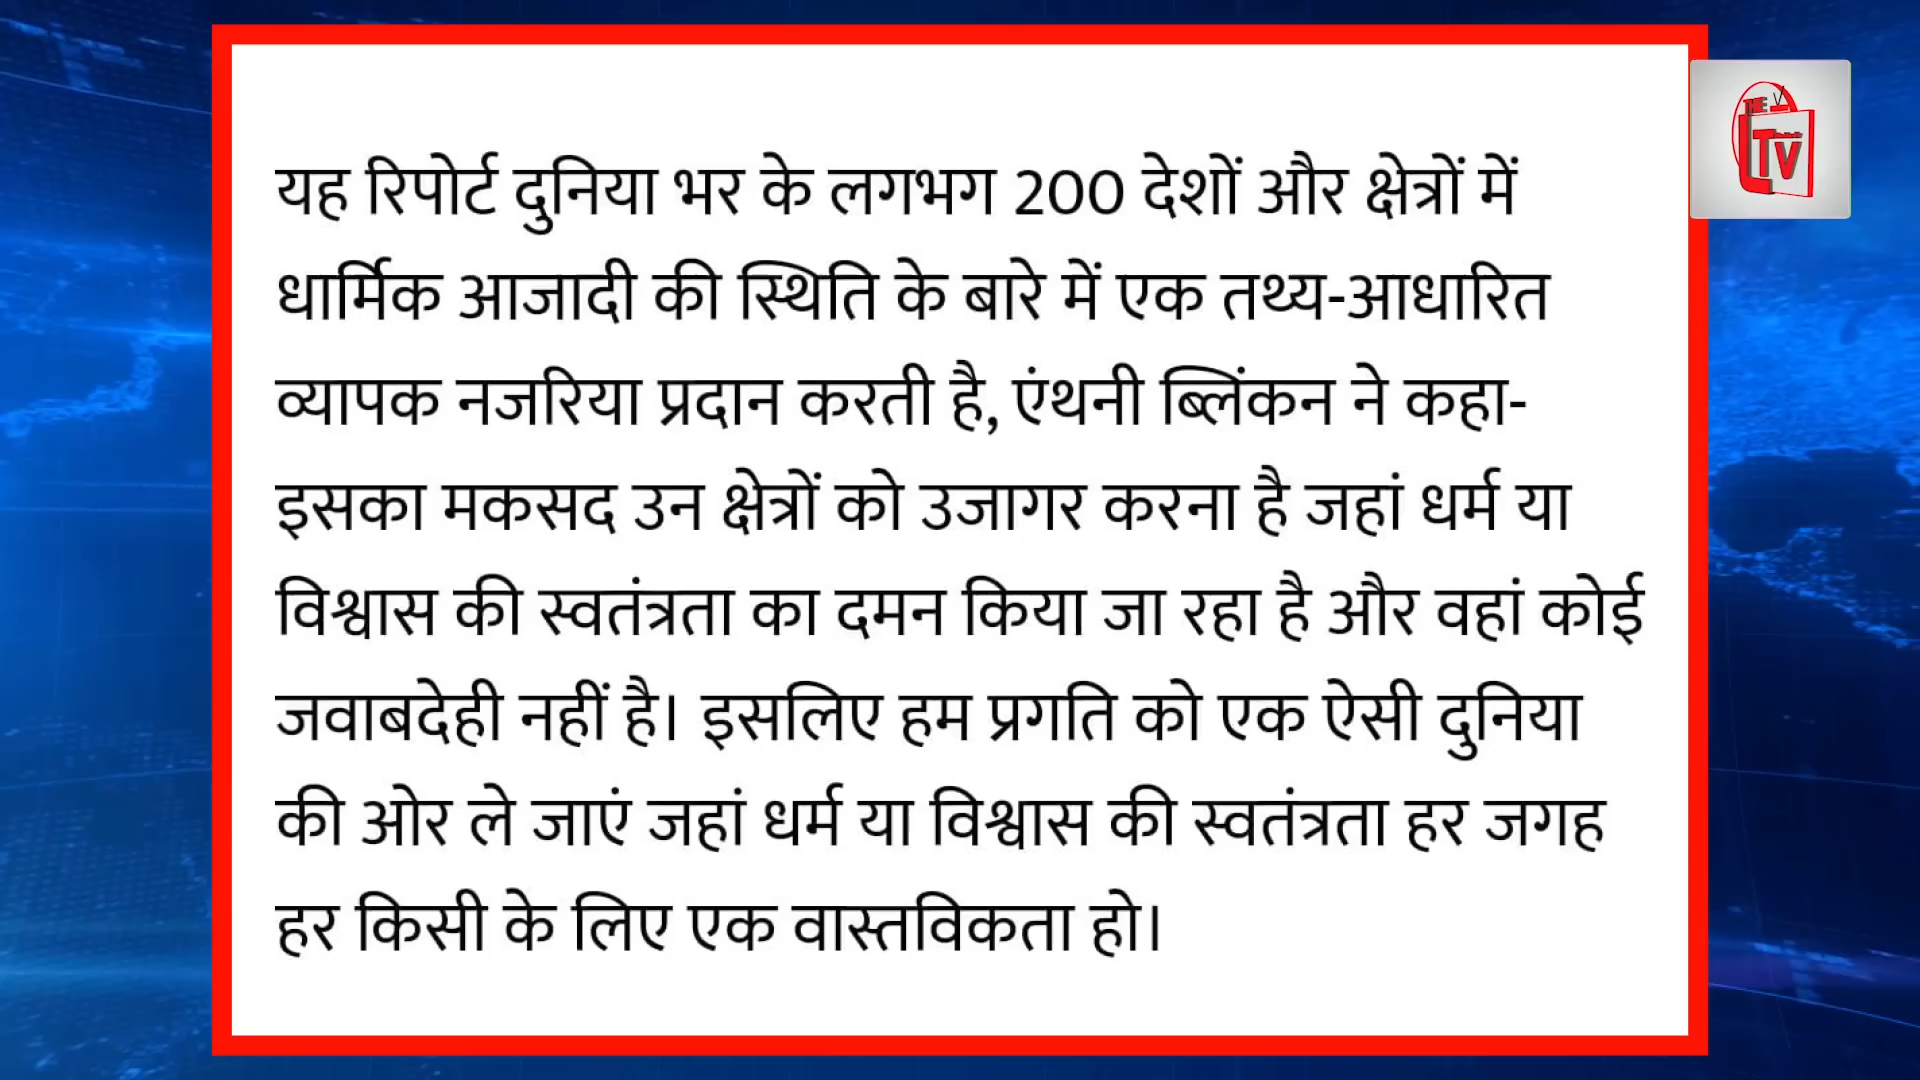 यह रिपोर्ट दुनिया भर के लगभग 200 देशों और क्षेत्रों में
धार्मिक आजादी की स्थिति के बारे में एक तथ्य-आधारित
व्यापक नजरिया प्रदान करती है, एंथनी ब्लिंकन ने कहा-
इसका मकसद उन क्षेत्रों को उजागर करना है जहां धर्म या
विश्वास की स्वतंत्रता का दमन किया जा रहा है और वहां कोई
जवाबदेही नहीं है। इसलिए हम प्रगति को एक ऐसी दुनिया
की ओर ले जाएं जहां धर्म या विश्वास की स्वतंत्रता हर जगह
हर किसी के लिए एक वास्तविकता हो।
THE
TV